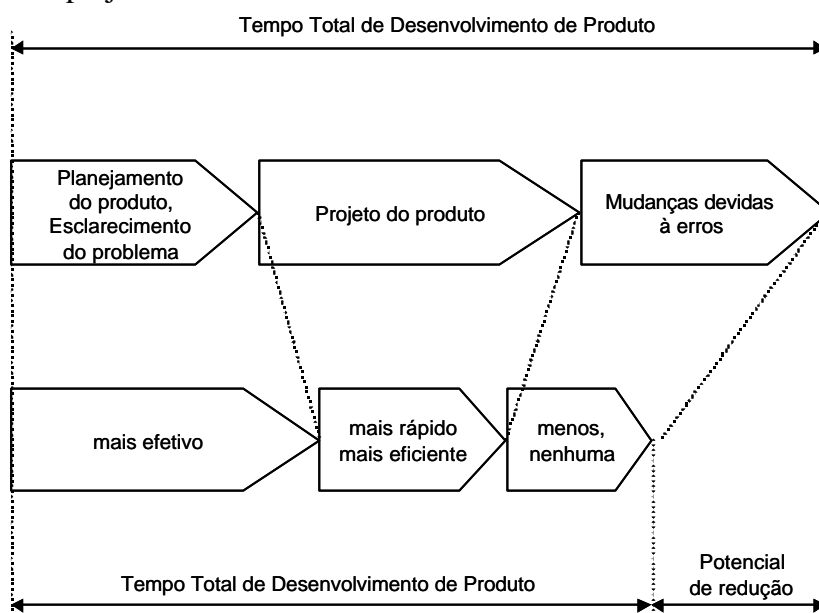 Tempo Total de Desenvolvimento de Produto
Planejamento
do produto,
Esclarecimento
do problema
Projeto do produto
Mudanças devidas
à erros
mais efetivo
mais rápido
mais eficiente
menos,
nenhuma
Tempo Total de Desenvolvimento de Produto
Potencial
de redução